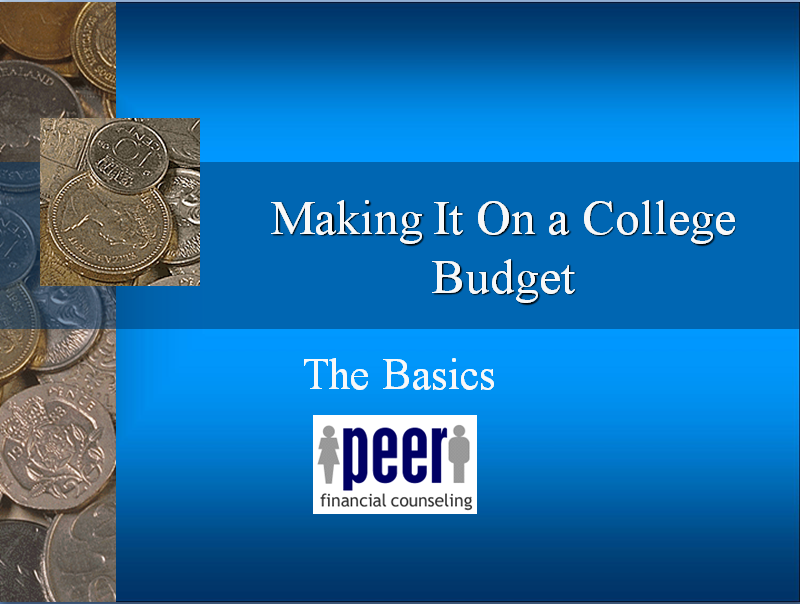 Making It On a College
Budget
The Basics
peer
financial counseling